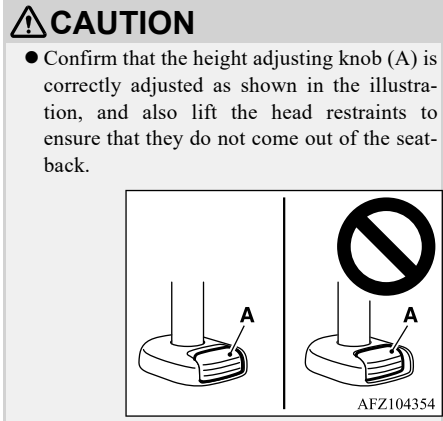 CAUTION
● Confirm that the height adjusting knob (A) is
correctly adjusted as shown in the illustra-
tion, and also lift the head restraints to
ensure that they do not come out of the seat-
back.
A A
AFZ104354